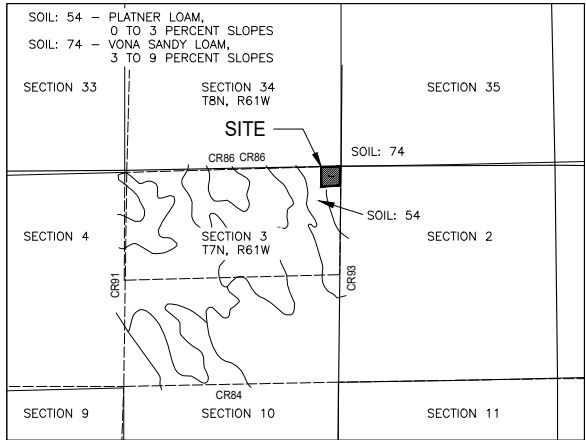 SOIL: 54 – PLATNER LOAM,
0 TO 3 PERCENT SLOPES
SOIL: 74 – VONA SANDY LOAM,
3 TO 9 PERCENT SLOPES
SECTION 33
SECTION 34
T8N, R61W
SECTION 35
SITE
CR86 CR86
SOIL: 74
SOIL: 54
SECTION 4
SECTION 3
T7N, R61W
SECTION 2
CR91
CR93
CR84
SECTION 9
SECTION 10
SECTION 11